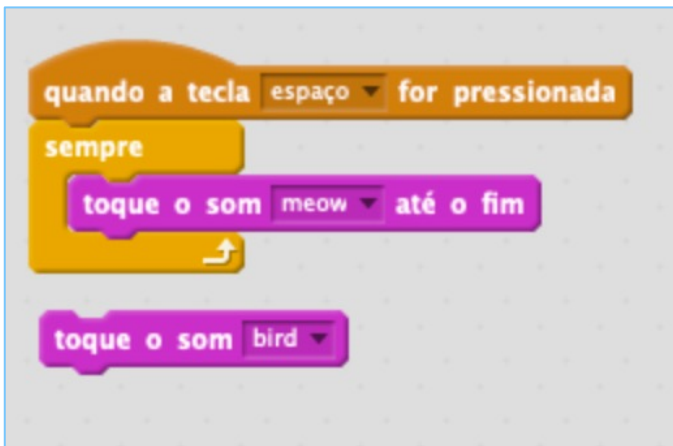 quando a tecla espaço for pressionada
sempre
toque o som meow até o fim
toque o som bird